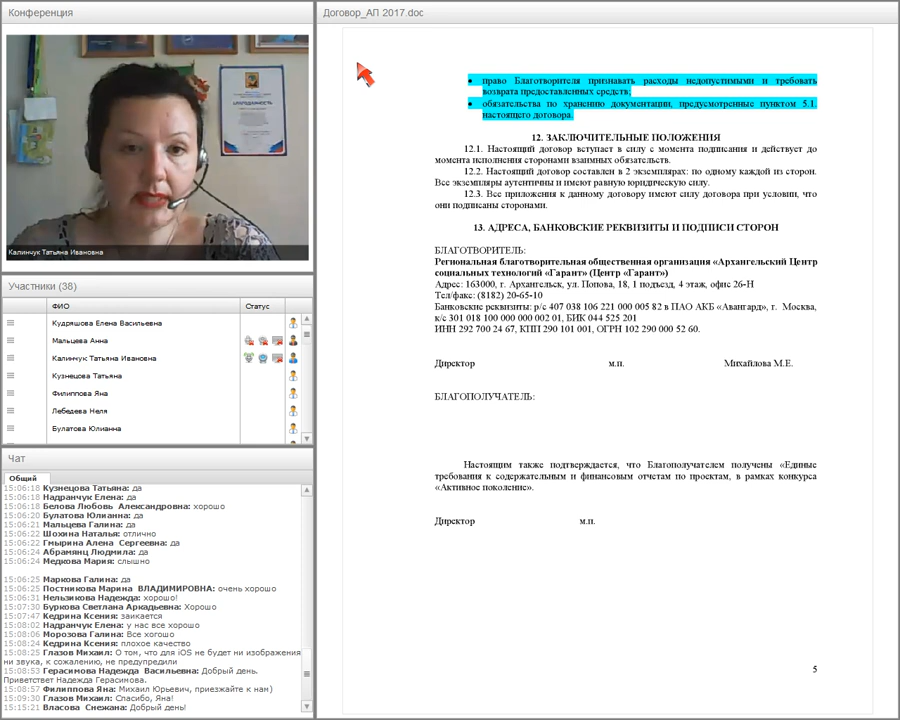 Конференция
БЛАГОДАРНОСТЬ
Калинчук Татьяна Ивановна
Участники (38)
ФИО Статус
Кудряшова Елена Васильевна
Мальцева Анна
Калинчук Татьяна Ивановна
Кузнецова Татьяна
Филиппова Яна
Лебедева Неля
Булатова Юлианна
Чат
Общий
15:06:18 Кузнецова Татьяна: да
15:06:18 Надранчук Елена: да
15:06:18 Белова Любовь Александровна: хорошо
15:06:20 Булатова Юлианна: да
15:06:21 Мальцева Галина: да
15:06:22 Шохина Наталья: отлично
15:06:22 Гмырина Алена Сергеевна: да
15:06:24 Абрамянц Людмила: да
15:06:24 Медкова Мария: слышно
15:06:25 Маркова Галина: да
15:06:25 Постникова Марина ВЛАДИМИРОВНА: очень хорошо
15:06:31 Нельзикова Надежда: хорошо!
15:07:30 Буркова Светлана Аркадьевна: Хорошо
15:07:47 Кедрина Ксения: заикается
15:08:02 Надранчук Елена: у нас все хорошо
15:08:06 Морозова Галина: Все хогошо
15:08:24 Кедрина Ксения: плохое качество
15:08:25 Глазов Михаил: О том, что для iOS не будет ни изображения
ни звука, к сожалению, не предупредили
15:08:53 Герасимова Надежда Васильевна: Добрый день.
Приветствет Надежда Герасимова.
15:08:57 Филиппова Яна: Михаил Юрьевич, приезжайте к нам)
15:09:30 Глазов Михаил: Спасибо, Яна!
15:15:21 Власова Снежана: Добрый день!
Договор_АП 2017.doc
• право Благотворителя признавать расходы недопустимыми и требовать
возврата предоставленных средств;
• обязательства по хранению документации, предусмотренные пунктом 5.1.
настоящего договора.
12. ЗАКЛЮЧИТЕЛЬНЫЕ ПОЛОЖЕНИЯ
12.1. Настоящий договор вступает в силу с момента подписания и действует до
момента исполнения сторонами взаимных обязательств.
12.2. Настоящий договор составлен в 2 экземплярах: по одному каждой из сторон.
Все экземпляры аутентичны и имеют равную юридическую силу.
12.3. Все приложения к данному договору имеют силу договора при условии, что
они подписаны сторонами.
13. АДРЕСА, БАНКОВСКИЕ РЕКВИЗИТЫ И ПОДПИСИ СТОРОН
БЛАГОТВОРИТЕЛЬ:
Региональная благотворительная общественная организация «Архангельский Центр
социальных технологий «Гарант» (Центр «Гарант»)
Адрес: 163000, г. Архангельск, ул. Попова, 18, 1 подъезд, 4 этаж, офис 26-Н
Тел/факс: (8182) 20-65-10
Банковские реквизиты: р/с 407 038 106 221 000 005 82 в ПАО АКБ «Авангард», г. Москва,
к/с 301 018 100 000 000 002 01, БИК 044 525 201
ИНН 292 700 24 67, КПП 290 101 001, ОГРН 102 290 000 52 60.
Директор м.п. Михайлова М.Е.
БЛАГОПОЛУЧАТЕЛЬ:
Настоящим также подтверждается, что Благополучателем получены «Единые
требования к содержательным и финансовым отчетам по проектам, в рамках конкурса
«Активное поколение».
Директор м.п.
5